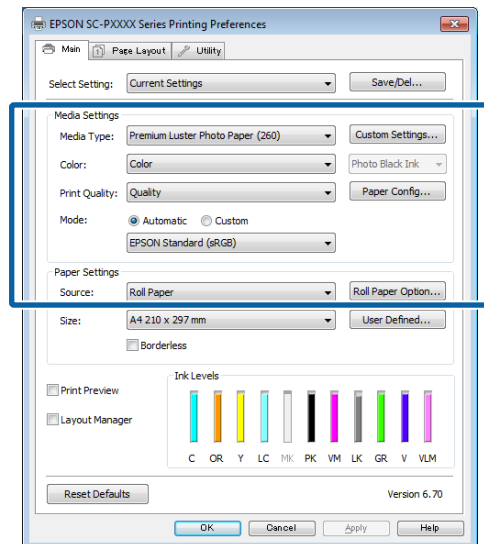 EPSON SC-PXXXX Series Printing Preferences
Main Page Layout Utility
Select Setting: Current Settings Save/Del...
Media Settings
Media Type: Premium Luster Photo Paper (260) Custom Settings...
Color: Color Photo Black Ink
Print Quality: Quality Paper Config...
Mode: Automatic Custom
EPSON Standard (sRGB)
Paper Settings
Source: Roll Paper Roll Paper Option...
Size: A4 210 x 297 mm User Defined...
Borderless
Ink Levels
Print Preview
Layout Manager
C OR Y LC MK PK VM LK GR V VLM
Reset Defaults Version 6.70
OK Cancel Apply Help